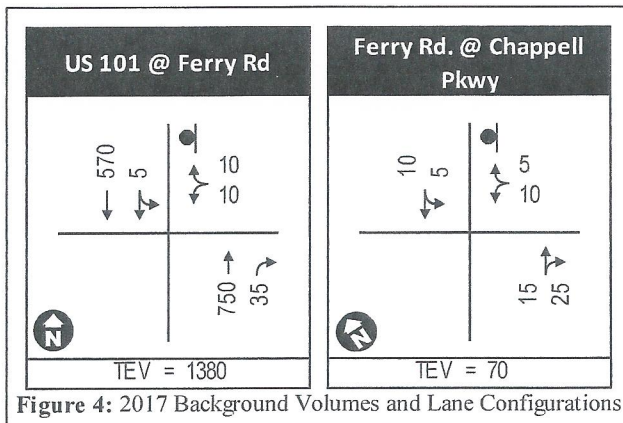 US 101 @ Ferry Rd
570
5
10
10
750
35
N
TEV = 1380
Ferry Rd. @ Chappell
Pkwy
10
5
5
10
15
25
N
TEV = 70
Figure 4: 2017 Background Volumes and Lane Configurations